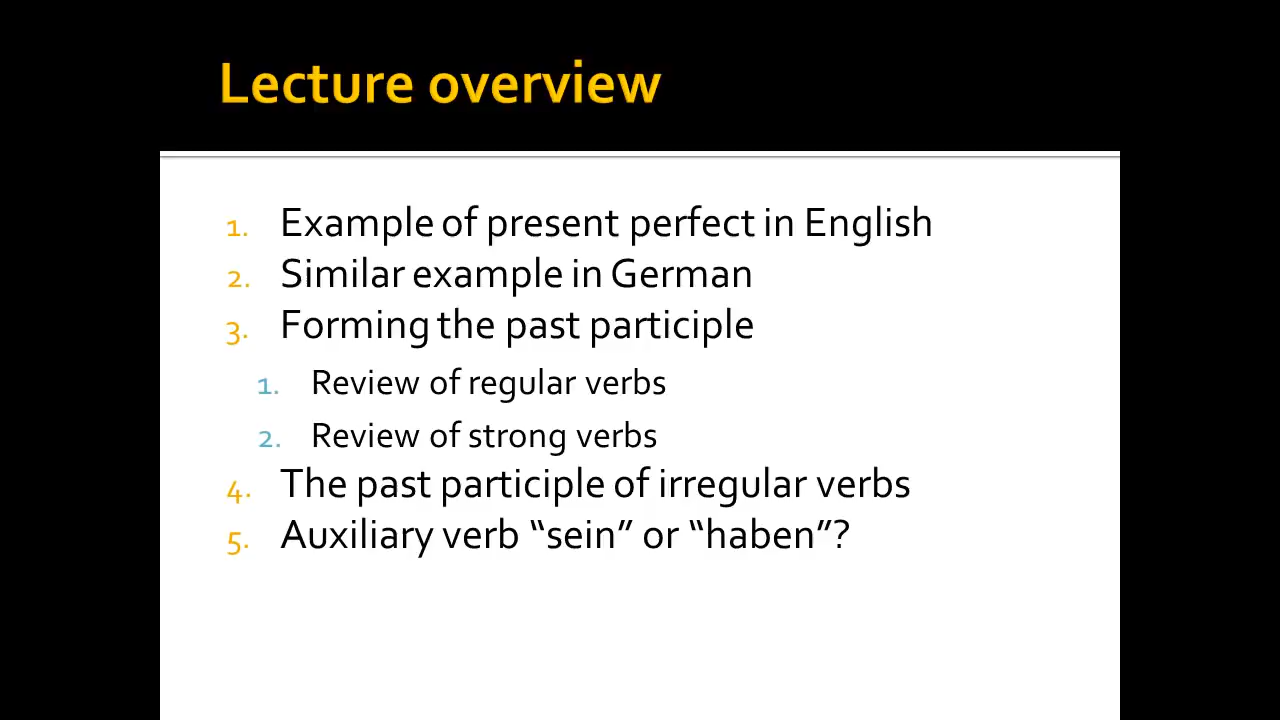 Lecture overview
1. Example of present perfect in English
2. Similar example in German
3. Forming the past participle
1. Review of regular verbs
2. Review of strong verbs
4. The past participle of irregular verbs
5. Auxiliary verb “sein” or “haben”?